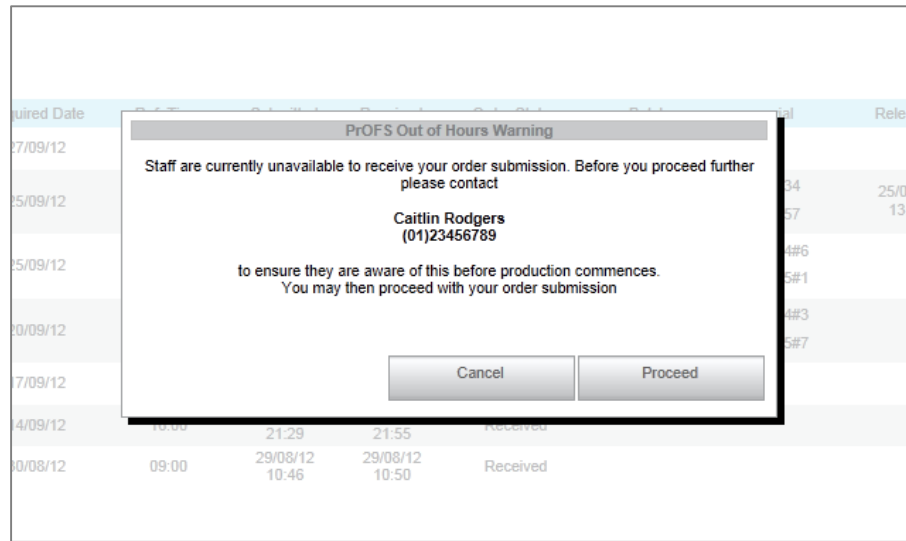 uired Date
Rele
PrOFS Out of Hours Warning
27/09/12
Staff are currently unavailable to receive your order submission. Before you proceed further
please contact
25/09/12
Caitlin Rodgers
(01)23456789
25/09/12
to ensure they are aware of this before production commences.
You may then proceed with your order submission
20/09/12
Cancel Proceed
17/09/12
14/09/12
21:29 21:55 Received
30/08/12 09:00 29/08/12 29/08/12 Received
10:46 10:50